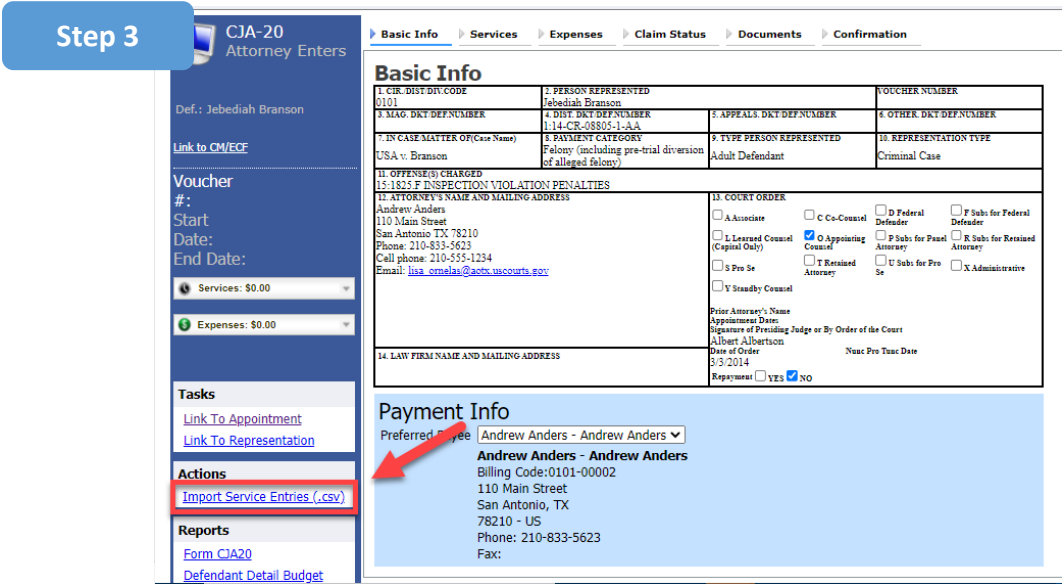 Step 3
CJA-20
Attorney Enters
Def.: Jebediah Branson
Link to CM/ECF
Voucher
#:
Start
Date:
End Date:
Services: $0.00
Expenses: $0.00
Tasks
Link To Appointment
Link To Representation
Actions
Import Service Entries (.csv)
Reports
Form CJA20
Defendant Detail Budget
Basic Info
Services
Expenses
Claim Status
Documents
Confirmation
Basic Info
1. CIR./DIST/DIV.CODE
0101
2. PERSON REPRESENTED
Jebediah Branson
VOUCHER NUMBER
3. MAG. DKT/DEF.NUMBER
4. DIST. DKT/DEF.NUMBER
1:14-CR-08805-1-AA
5. APPEALS. DKT/DEF.NUMBER
6. OTHER. DKT/DEF.NUMBER
7. IN CASE/MATTER OF(Case Name)
USA v. Branson
8. PAYMENT CATEGORY
Felony (including pre-trial diversion
of alleged felony)
9. TYPE PERSON REPRESENTED
Adult Defendant
10. REPRESENTATION TYPE
Criminal Case
11. OFFENSE(S) CHARGED
15:1825.F INSPECTION VIOLATION PENALTIES
12. ATTORNEY'S NAME AND MAILING ADDRESS
Andrew Anders
110 Main Street
San Antonio TX 78210
Phone: 210-833-5623
Cell phone: 210-555-1234
Email: lisa_ornelas@aotx.uscourts.gov
13. COURT ORDER
A Associate
C Co-Counsel
D Federal
Defender
F Subs for Federal
Defender
L Learned Counsel
(Capital Only)
O Appointing
Counsel
P Subs for Panel
Attorney
R Subs for Retained
Attorney
S Pro Se
T Retained
Attorney
U Subs for Pro
Se
X Administrative
Y Standby Counsel
Prior Attorney's Name
Appointment Dates
Signature of Presiding Judge or By Order of the Court
Albert Albertson
Date of Order
Nunc Pro Tunc Date
3/3/2014
Repayment YES NO
14. LAW FIRM NAME AND MAILING ADDRESS
Payment Info
Preferred Payee
Andrew Anders - Andrew Anders
Andrew Anders - Andrew Anders
Billing Code:0101-00002
110 Main Street
San Antonio, TX
78210 - US
Phone: 210-833-5623
Fax: